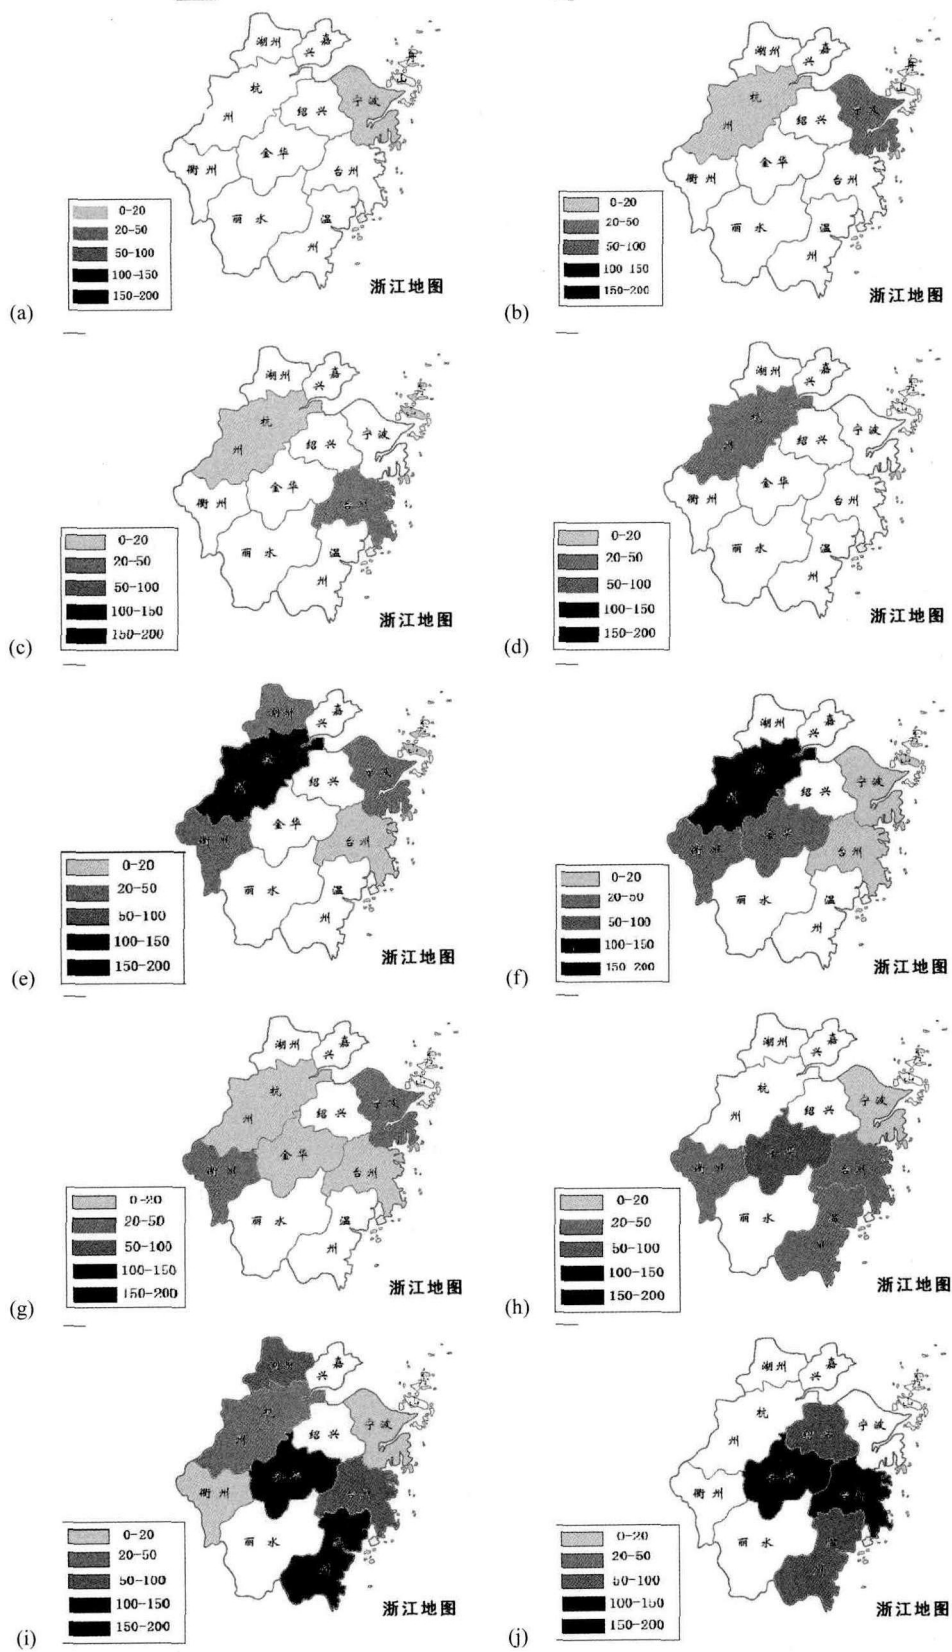 湖州
嘉
兴
舟
山
杭
州
绍 兴
宁 波
衢州
金华
台州
丽 水
温
州
0-20
20-50
50-100
100-150
150-200
浙江地图
(a)
湖州
嘉
兴
舟
山
杭
州
绍 兴
宁 波
衢州
金华
台州
丽 水
温
州
0-20
20-50
50-100
100-150
150-200
浙江地图
(b)
湖州
嘉
兴
杭
州
绍 兴
宁 波
衢州
金华
台州
丽 水
温
州
0-20
20-50
50-100
100-150
150-200
浙江地图
(c)
湖州
嘉
兴
杭
州
绍 兴
宁 波
衢州
金华
台州
丽 水
温
州
0-20
20-50
50-100
100-150
150-200
浙江地图
(d)
嘉
兴
绍 兴
宁 波
衢州
金华
台州
丽 水
温
州
0-20
20-50
50-100
100-150
150-200
浙江地图
(e)
湖州
嘉
兴
绍 兴
宁 波
衢州
金华
台州
丽 水
温
州
0-20
20-50
50-100
100-150
150-200
浙江地图
(f)
湖州
嘉
兴
杭
州
绍 兴
宁 波
衢州
金华
台州
丽 水
温
州
0-20
20-50
50-100
100-150
150-200
浙江地图
(g)
湖州
嘉
兴
杭
州
绍 兴
宁 波
衢州
台州
丽 水
温
0-20
20-50
50-100
100-150
150-200
浙江地图
(h)
嘉
兴
杭
州
绍 兴
宁 波
衢州
丽 水
0-20
20-50
50-100
100-150
150-200
浙江地图
(i)
湖州
嘉
兴
杭
州
宁 波
衢州
丽 水
0-20
20-50
50-100
100-150
150-200
浙江地图
(j)